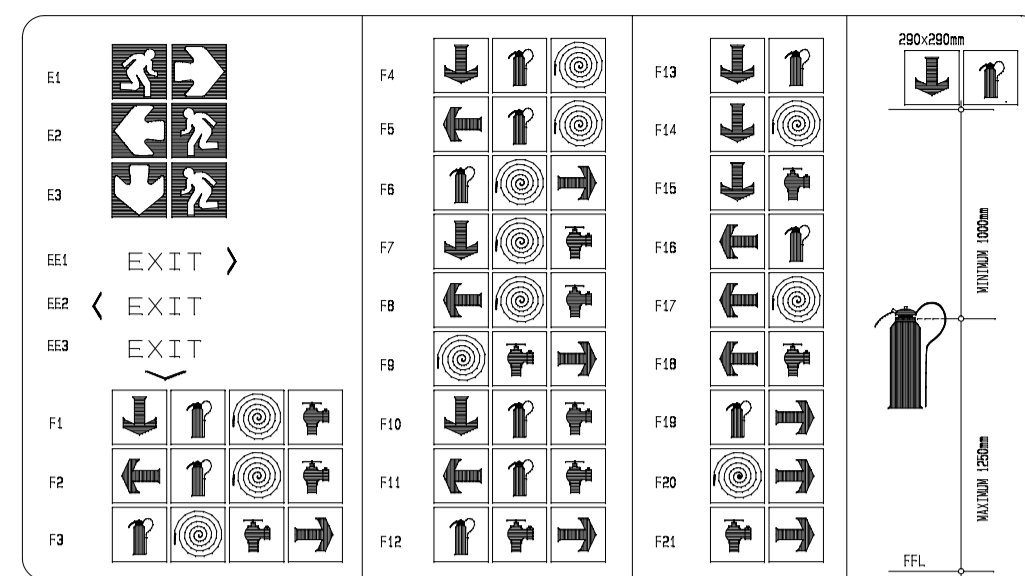 E1
E2
E3
EE1 EXIT >
EE2 < EXIT
EE3 EXIT
F1
F2
F3
F4
F5
F6
F7
F8
F9
F10
F11
F12
F13
F14
F15
F16
F17
F18
F19
F20
F21
290x290mm
MINIMUM 1000mm
MAXIMUM 1250mm
FFL